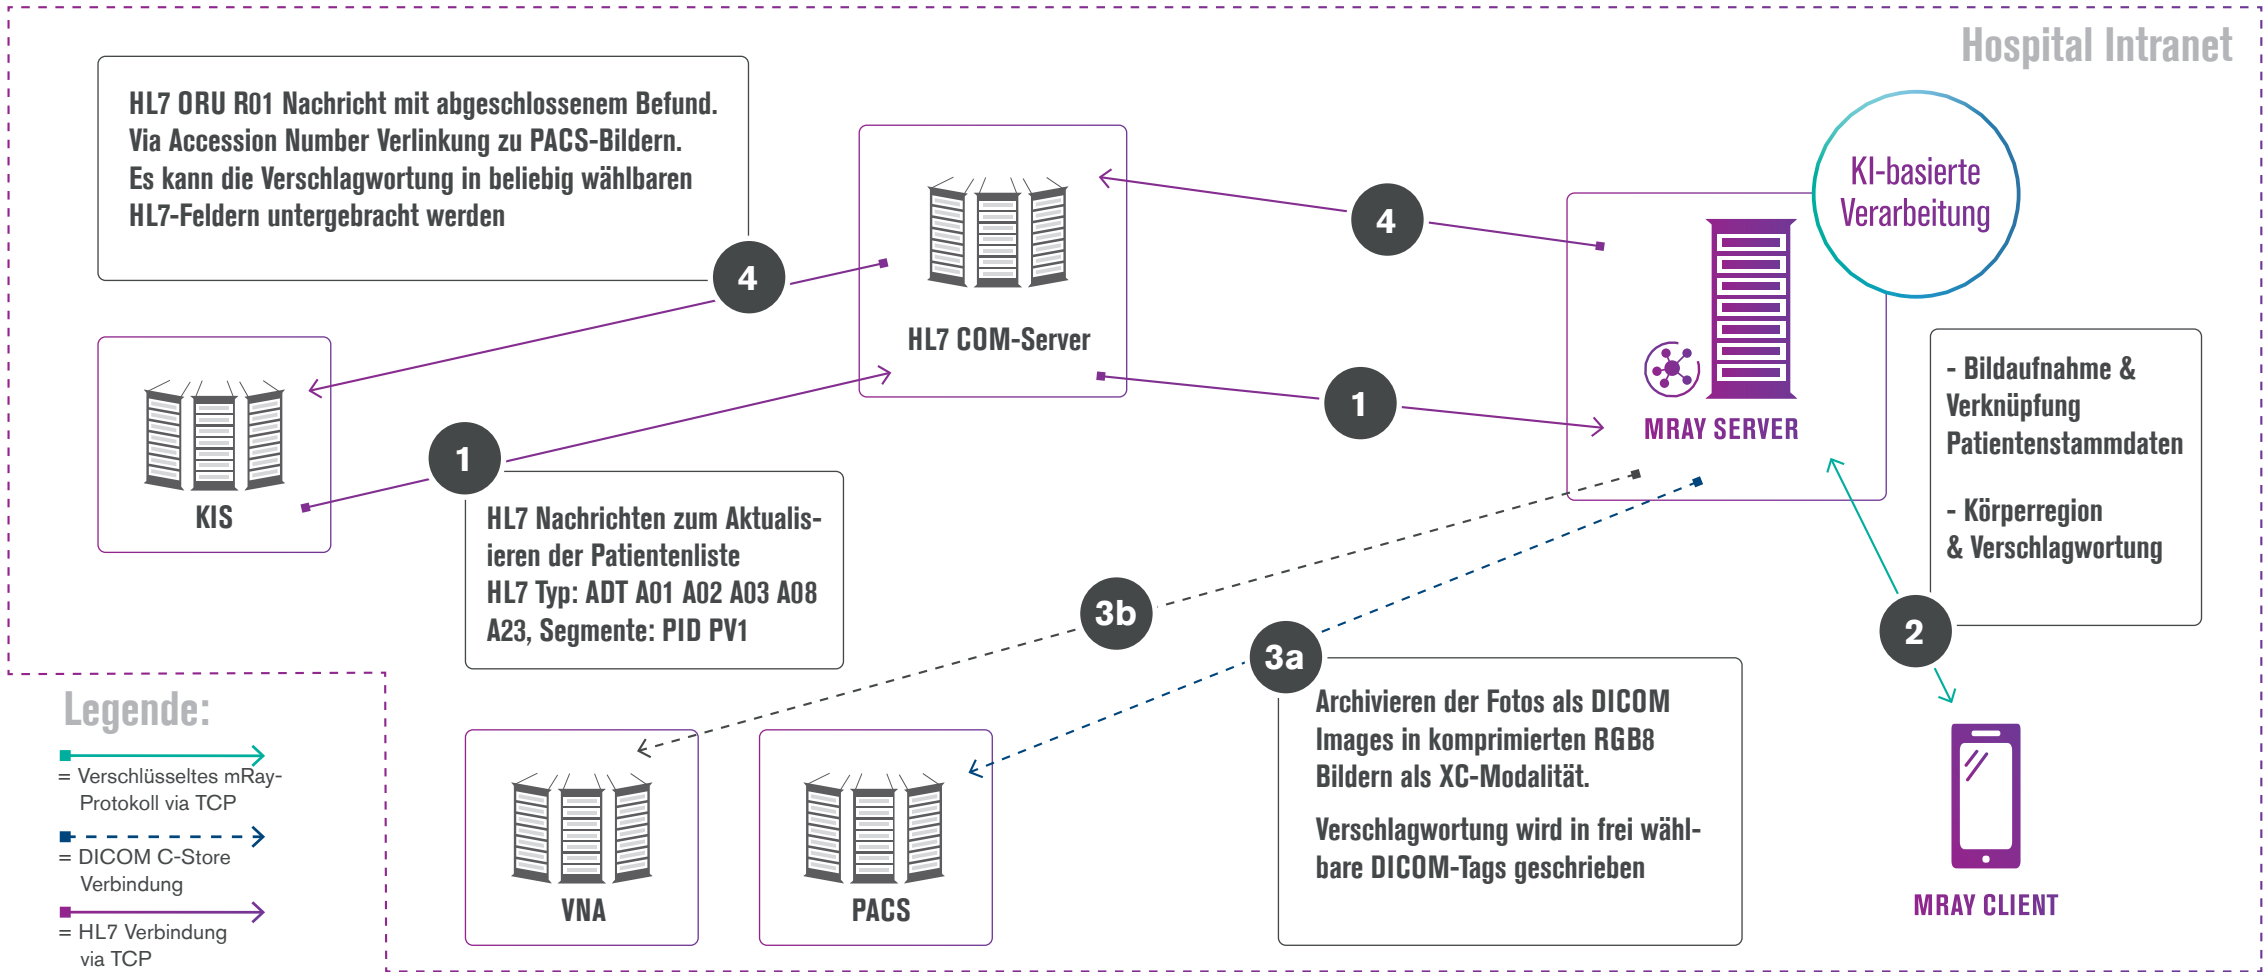 Hospital Intranet
HL7 ORU R01 Nachricht mit abgeschlossenem Befund.
Via Accession Number Verlinkung zu PACS-Bildern.
Es kann die Verschlagwortung in beliebig wählbaren
HL7-Feldern untergebracht werden
4
HL7 COM-Server
4
KI-basierte
Verarbeitung
MRAY SERVER
1
KIS
1
HL7 Nachrichten zum Aktualis-
ieren der Patientenliste
HL7 Typ: ADT A01 A02 A03 A08
A23, Segmente: PID PV1
- Bildaufnahme &
Verknüpfung
Patientenstammdaten
- Körperregion
& Verschlagwortung
2
3b
3a
Archivieren der Fotos als DICOM
Images in komprimierten RGB8
Bildern als XC-Modalität.
Verschlagwortung wird in frei wähl-
bare DICOM-Tags geschrieben
VNA
PACS
MRAY CLIENT
Legende:
= Verschlüsseltes mRay-
Protokoll via TCP
= DICOM C-Store
Verbindung
= HL7 Verbindung
via TCP